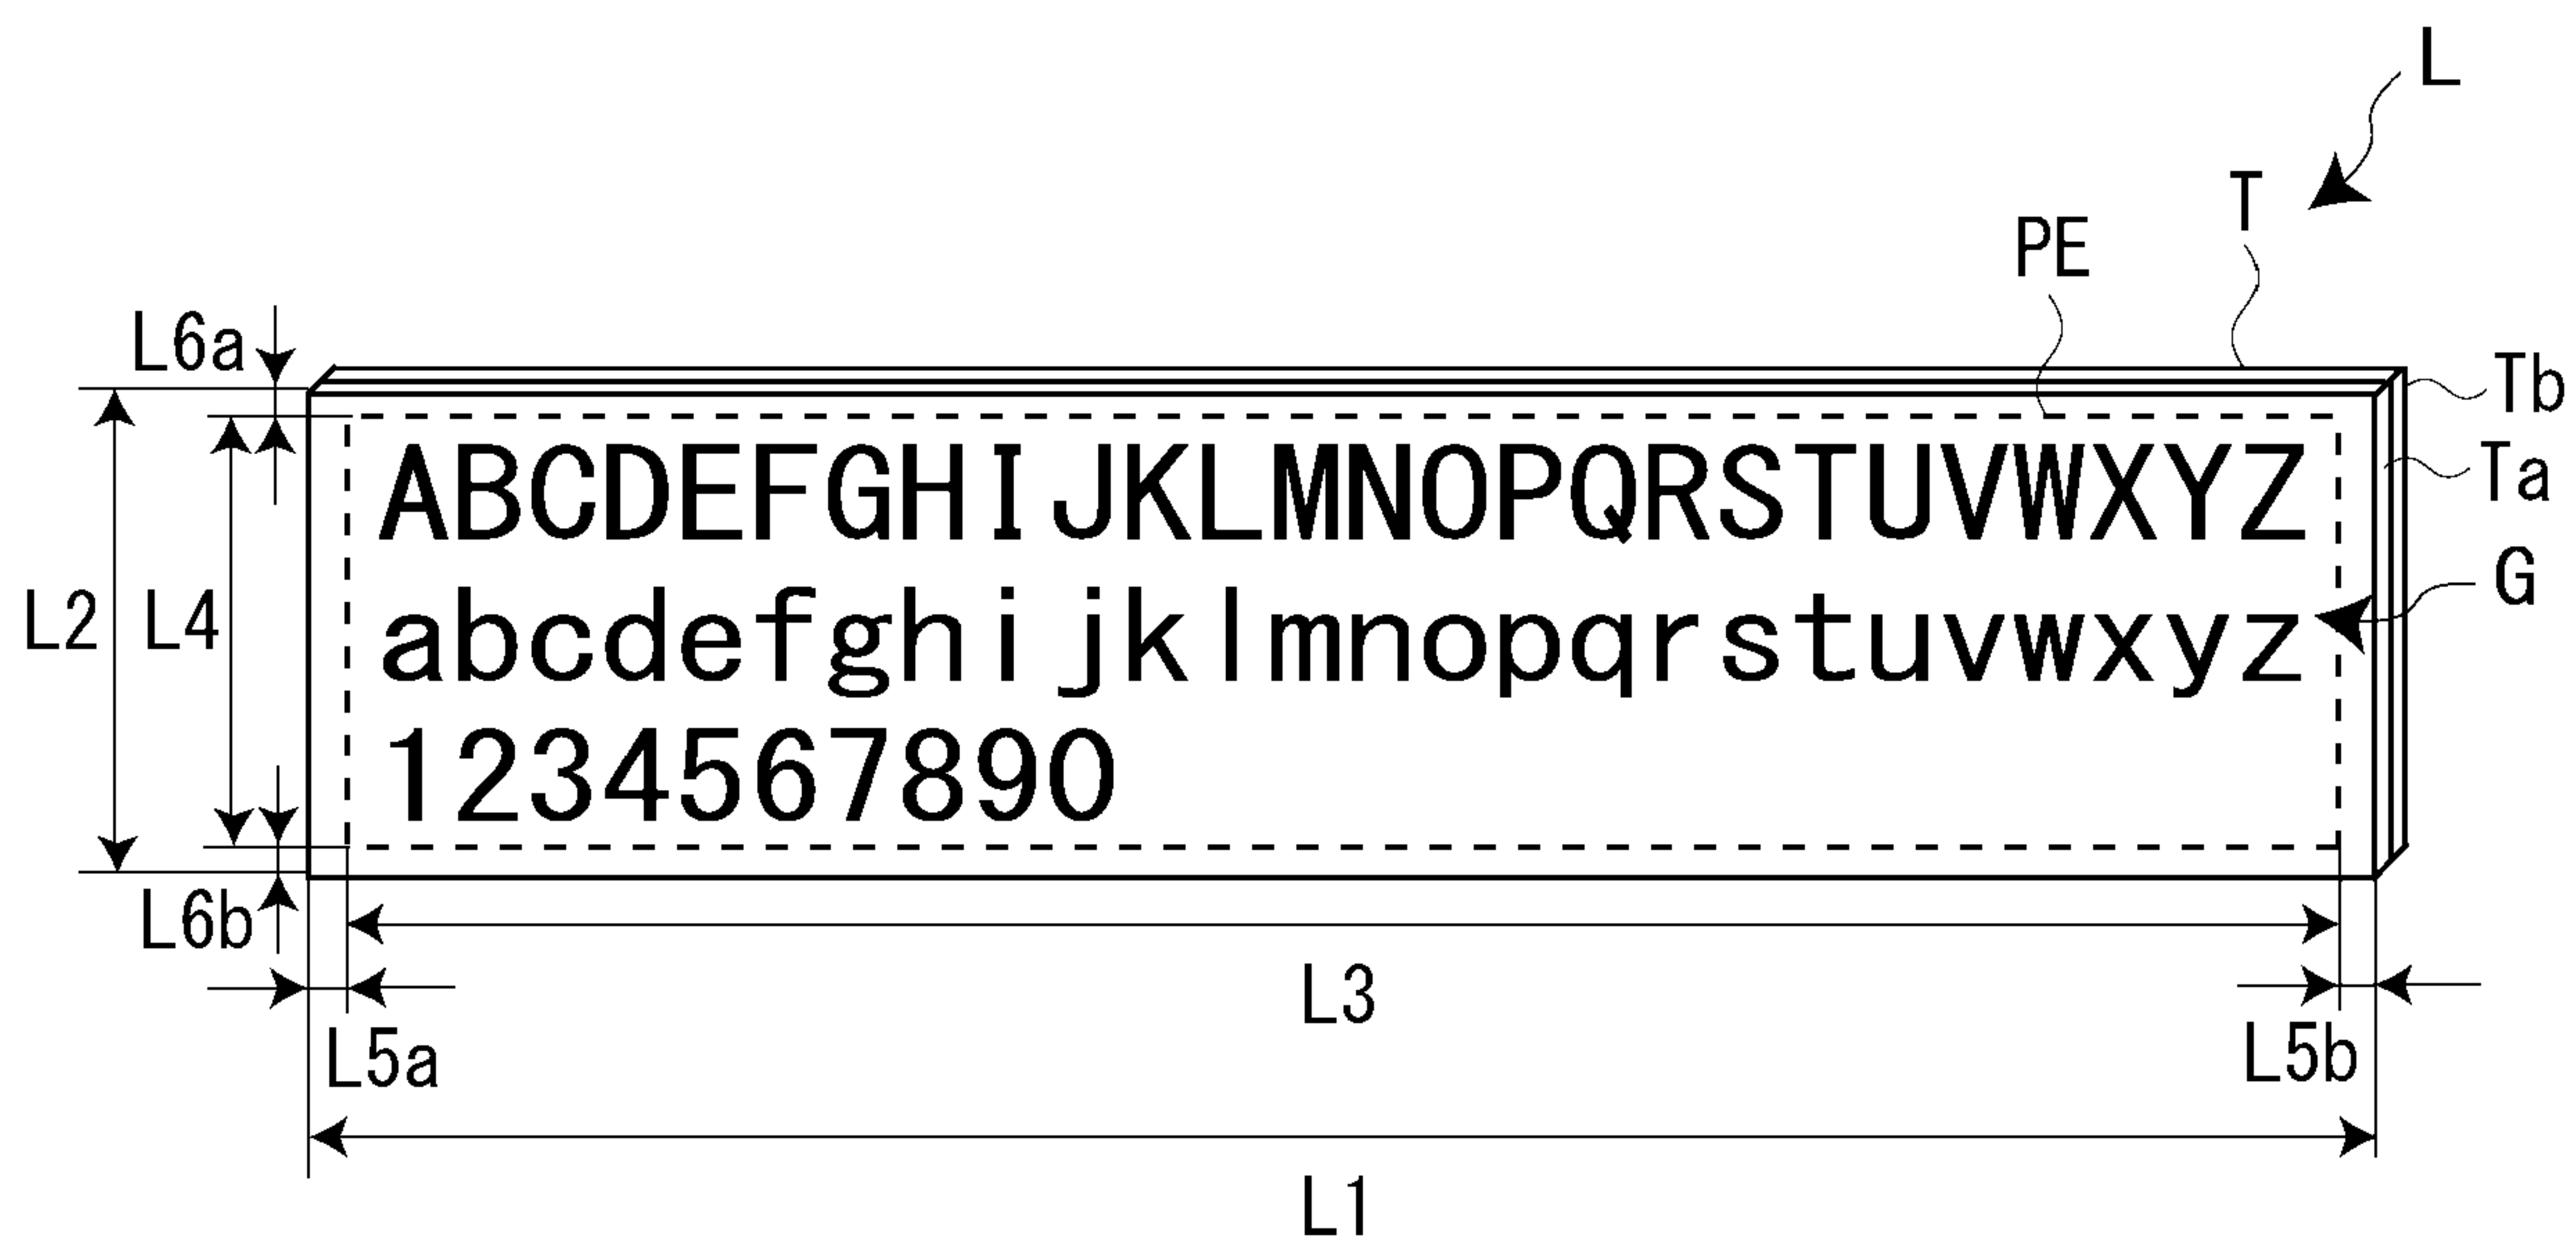 L
T
PE
L6a
Tb
Ta
ABCDEFGHIJKLMNOPQRSTUVWXYZ
G
L2
L4
abcdefghijklmnopqrstuvwxyz
1234567890
L6b
L3
L5a
L5b
L1